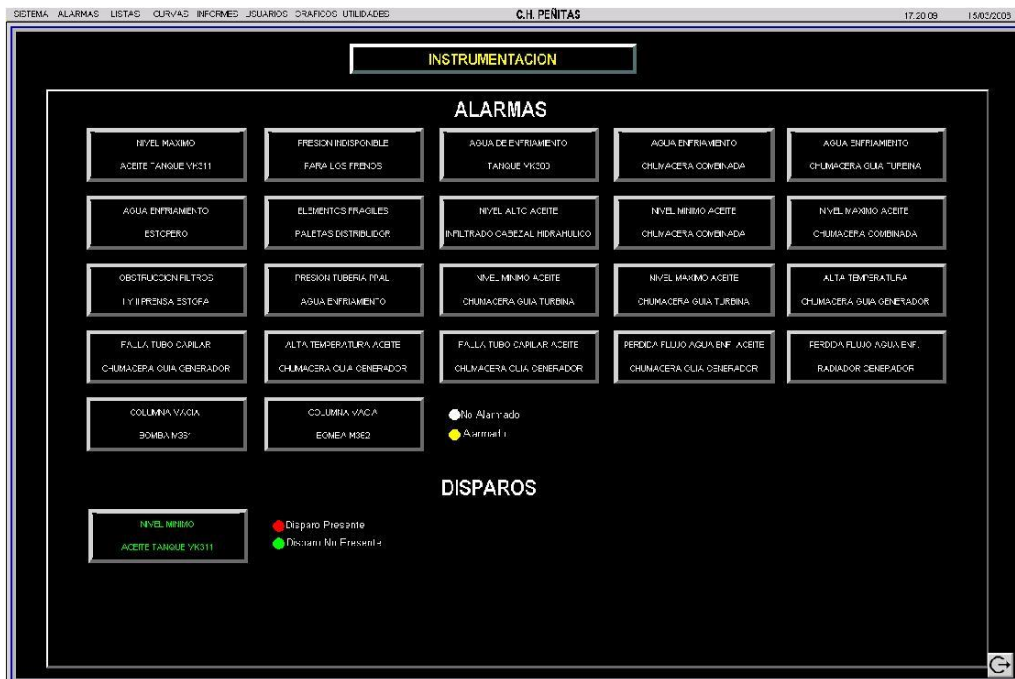 SISTEMA ALARMAS LISTAS CURVAS INFORMES USUARIOS GRAFICOS UTILIDADES C.H. PEÑITAS 17:20:09
INSTRUMENTACION
ALARMAS
NIVEL MAXIMO
ACEITE TANQUE VK311
PRESION INDISPONIBLE
PARA LOS FRENOS
AGUA DE ENFRIAMIENTO
TANQUE
AGUA ENFRIAMIENTO
CHUMACERA COMBINADA
AGUA ENFRIAMIENTO
CHUMACERA GUIA TURBINA
AGUA ENFRIAMIENTO
ESTOPERO
ELEMENTOS FRAGILES
PALETAS DISTRIBUIDOR
NIVEL ALTO ACEITE
INFILTRADO CABEZAL HIDRAHULICO
NIVEL MINIMO ACEITE
CHUMACERA COMBINADA
NIVEL MAXIMO ACEITE
CHUMACERA COMBINADA
OBSTRUCCION FILTROS
I Y II PRENSA ESTOPA
PRESION TUBERIA PPAL
AGUA ENFRIAMIENTO
NIVEL MINIMO ACEITE
CHUMACERA GUIA TURBINA
NIVEL MAXIMO ACEITE
CHUMACERA GUIA TURBINA
ALTA TEMPERATURA
CHUMACERA GUIA GENERADOR
FALLA TUBO CAPILAR
CHUMACERA GUIA GENERADOR
ALTA TEMPERATURA ACEITE
CHUMACERA GUIA GENERADOR
FALLA TUBO CAPILAR ACEITE
CHUMACERA GUIA GENERADOR
PERDIDA FLUJO AGUA ENF. ACEITE
CHUMACERA GUIA GENERADOR
PERDIDA FLUJO AGUA ENF.
RADIADOR GENERADOR
COLUMNA VACIA
BOMBA
COLUMNA VACIA
BOMBA M362
No Alarmado
Alarmado
DISPAROS
NIVEL MINIMO
ACEITE TANQUE VK311
Disparo Presente
Disparo No Presente